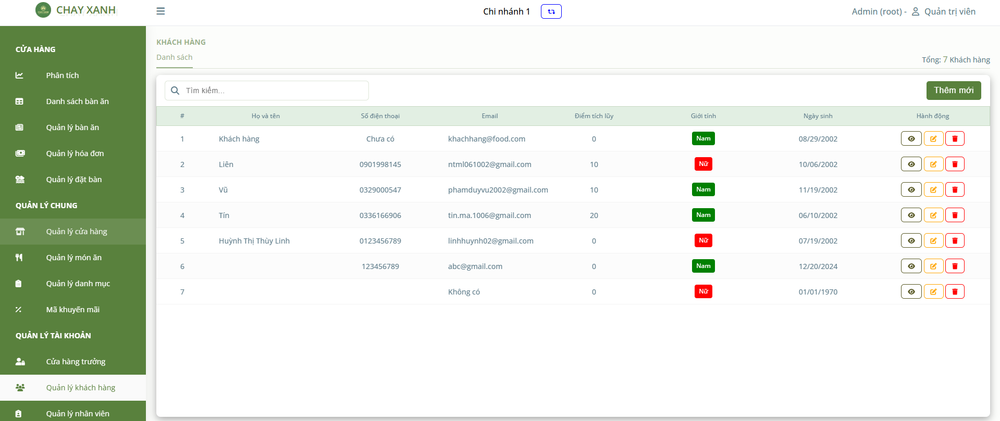 CHAY XANH
Chi nhánh 1
Admin (root) - Quản trị viên
CỬA HÀNG
Phân tích
Danh sách bàn ăn
Quản lý bàn ăn
Quản lý hóa đơn
Quản lý đặt bàn
QUẢN LÝ CHUNG
Quản lý cửa hàng
Quản lý món ăn
Quản lý danh mục
Mã khuyến mãi
QUẢN LÝ TÀI KHOẢN
Cửa hàng trưởng
Quản lý khách hàng
Quản lý nhân viên
KHÁCH HÀNG
Danh sách
Tổng: 7 Khách hàng
Tìm kiếm...
Thêm mới
# Họ và tên Số điện thoại Email Điểm tích lũy Giới tính Ngày sinh Hành động
1 Khách hàng Chưa có khachhang@food.com 0 Nam 08/29/2002
2 Liên 0901998145 ntml061002@gmail.com 10 Nữ 10/06/2002
3 Vũ 0329000547 phamduyvu2002@gmail.com 10 Nam 11/19/2002
4 Tín 0336166906 tin.ma.1006@gmail.com 20 Nam 06/10/2002
5 Huỳnh Thị Thùy Linh 0123456789 linhhuynh02@gmail.com 0 Nữ 07/19/2002
6 123456789 abc@gmail.com 0 Nam 12/20/2024
7 Không có 0 Nữ 01/01/1970